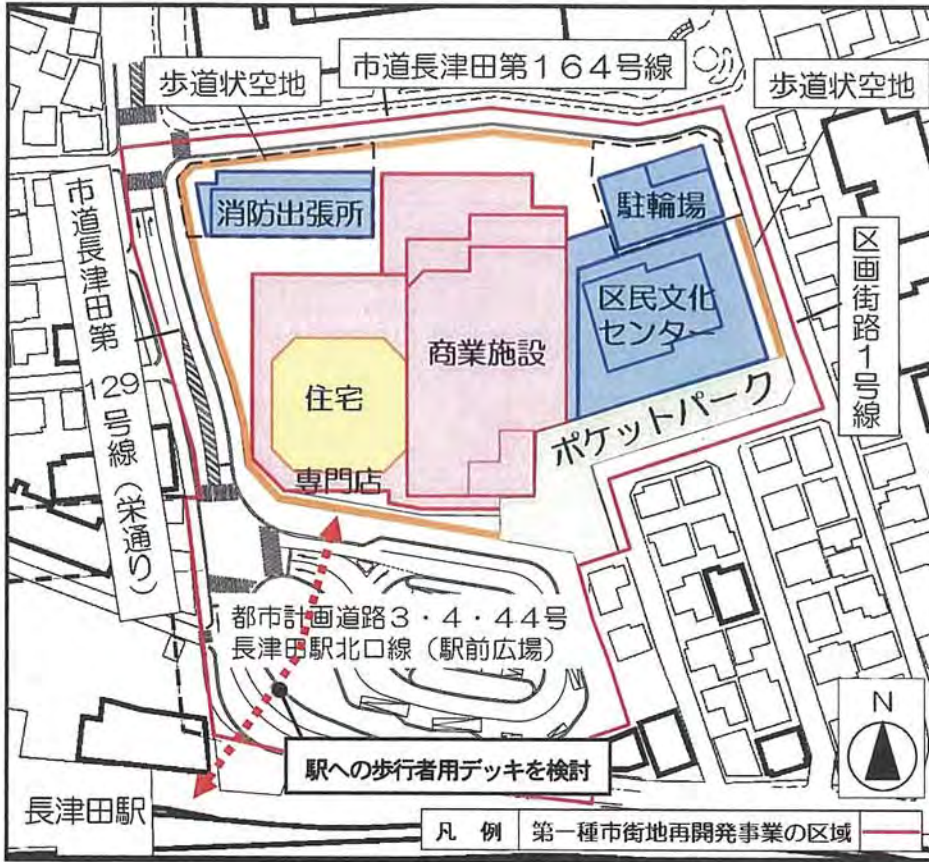 市道長津田第164号線
歩道状空地
歩道状空地
市道長津田第
129号線（栄通り）
消防出張所
駐輪場
区民文化
センター
区画街路1号線
商業施設
住宅
専門店
ポケットパーク
都市計画道路3・4・44号
長津田駅北口線（駅前広場）
N
駅への歩行者用デッキを検討
長津田駅
凡 例 第一種市街地再開発事業の区域